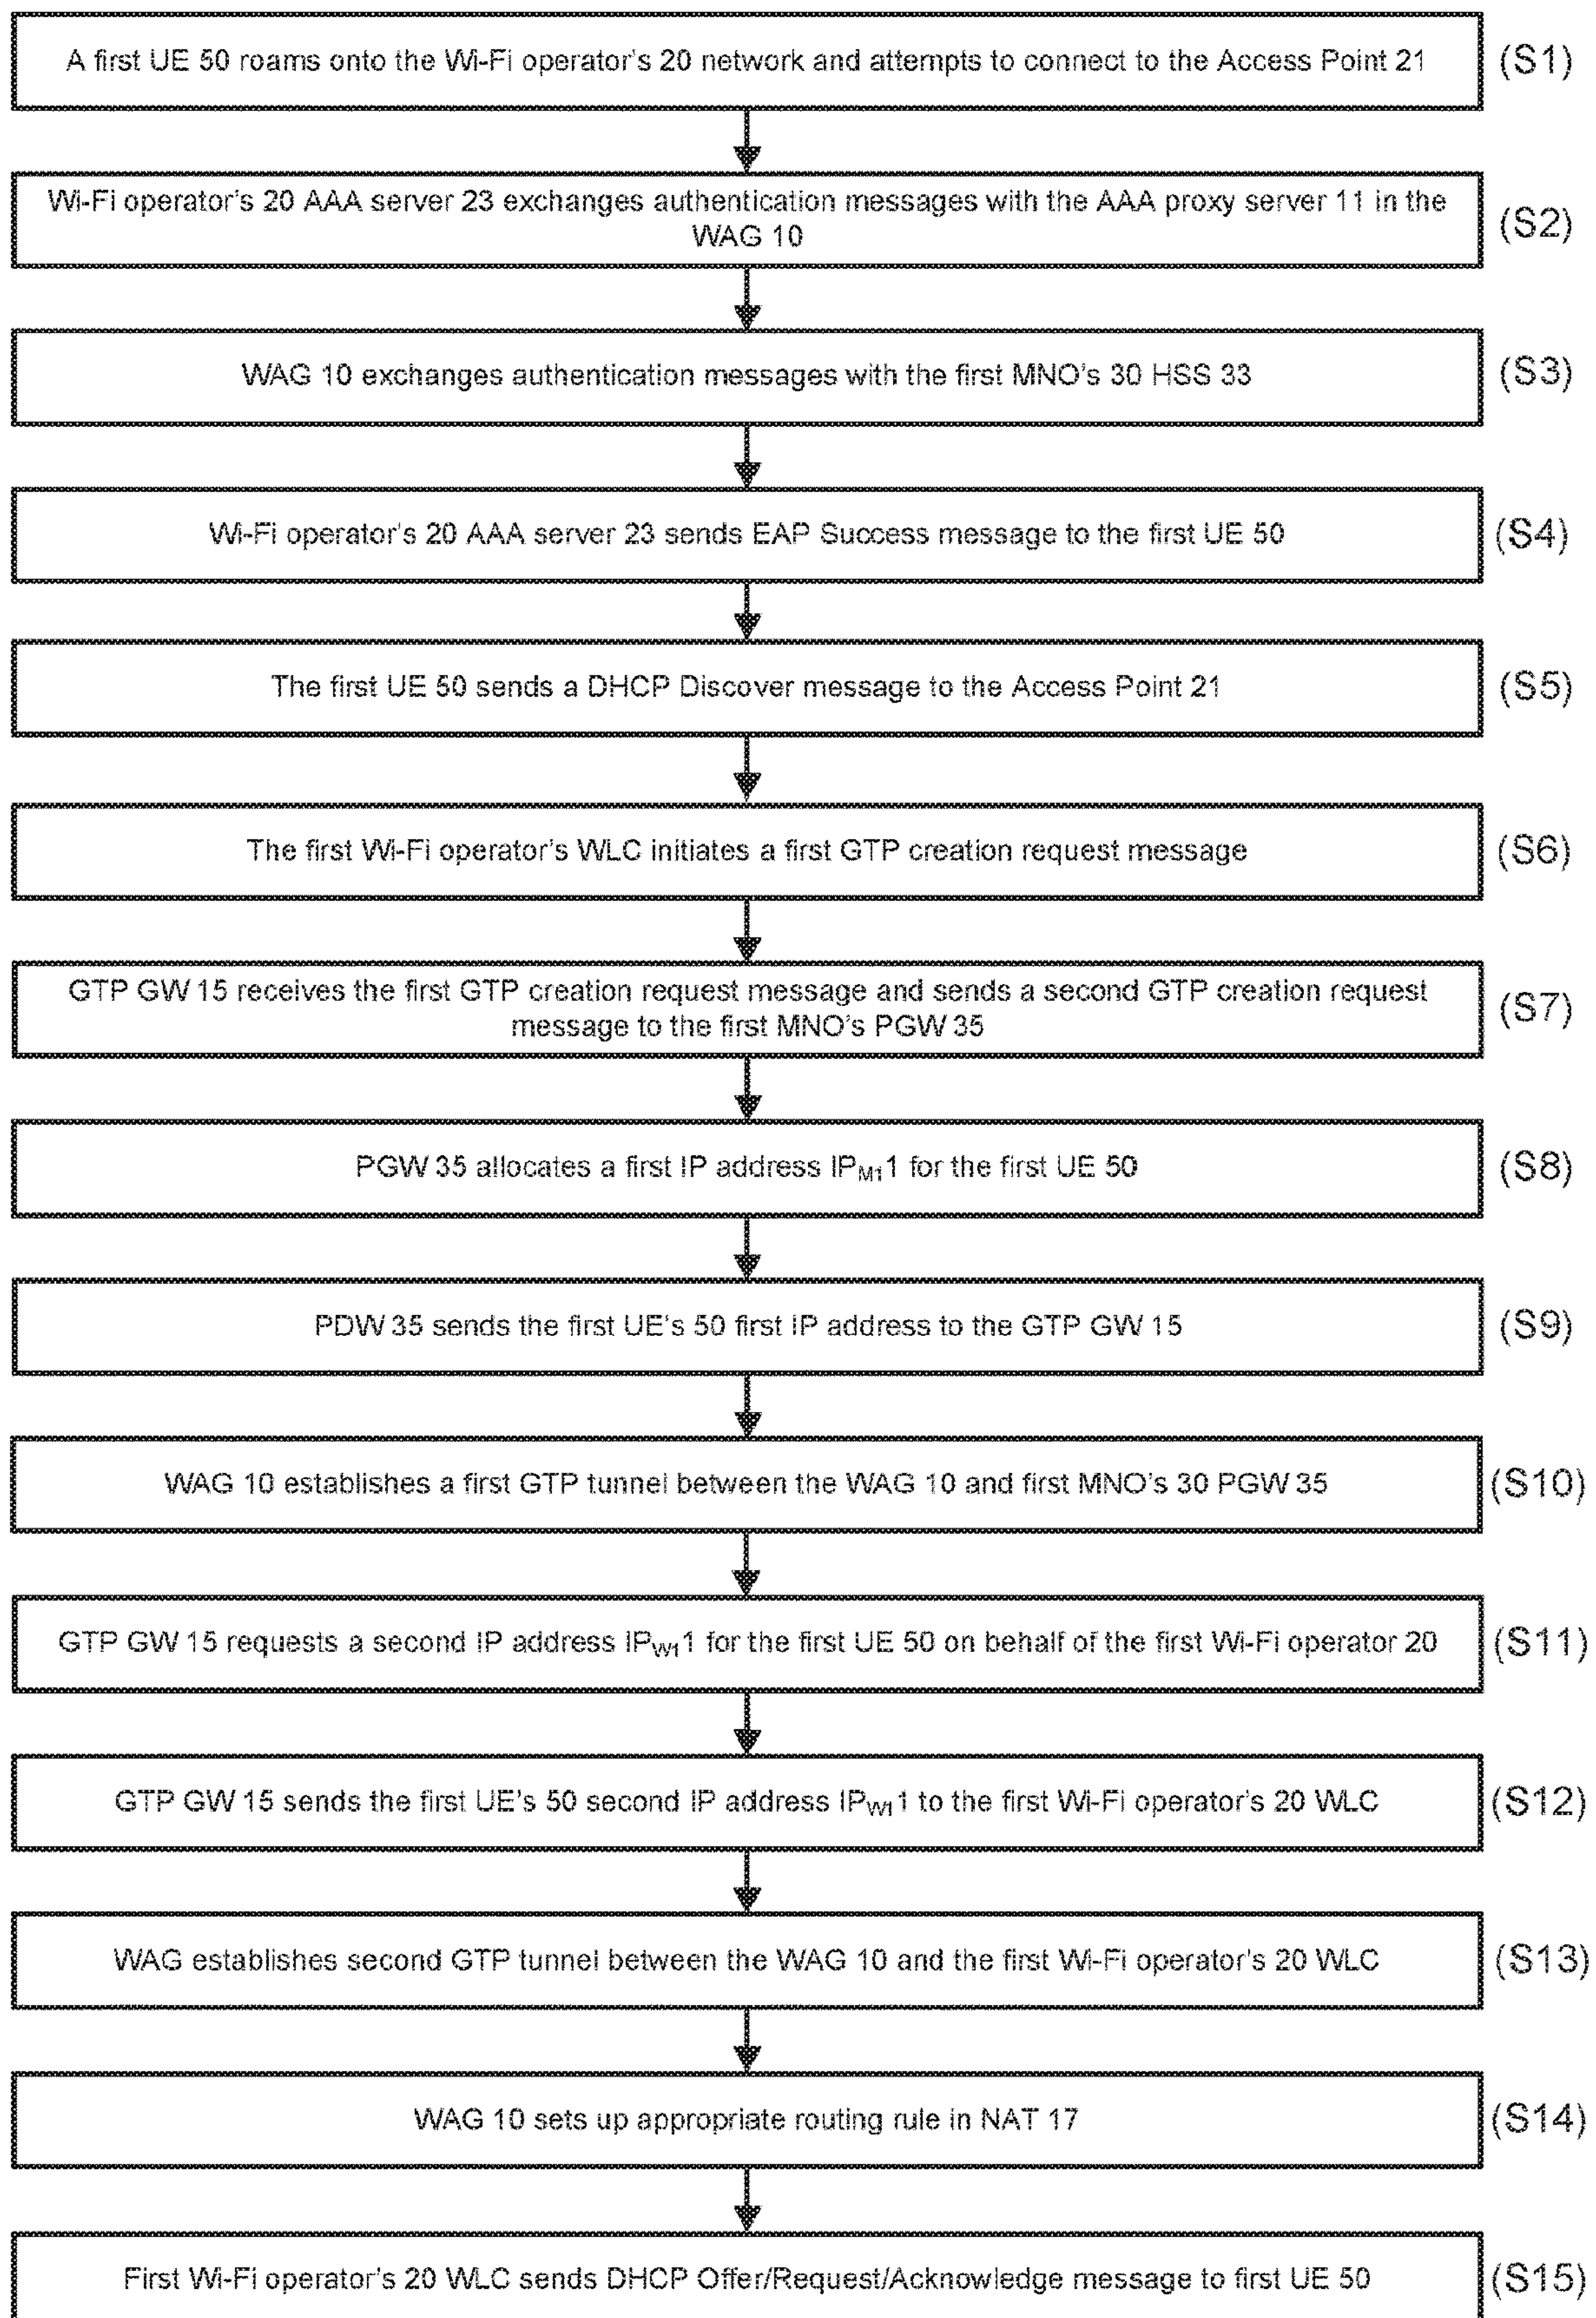 A first UE 50 roams onto the Wi-Fi operator's 20 network and attempts to connect to the Access Point 21
(S1)
Wi-Fi operator's 20 AAA server 23 exchanges authentication messages with the AAA proxy server 11 in the
WAG 10
(S2)
WAG 10 exchanges authentication messages with the first MNO's 30 HSS 33
(S3)
Wi-Fi operator's 20 AAA server 23 sends EAP Success message to the first UE 50
(S4)
The first UE 50 sends a DHCP Discover message to the Access Point 21
(S5)
The first Wi-Fi operator's WLC initiates a first GTP creation request message
(S6)
GTP GW 15 receives the first GTP creation request message and sends a second GTP creation request
message to the first MNO's PGW 35
(S7)
PGW 35 allocates a first IP address IPM11 for the first UE 50
(S8)
PDW 35 sends the first UE's 50 first IP address to the GTP GW 15
(S9)
WAG 10 establishes a first GTP tunnel between the WAG 10 and first MNO's 30 PGW 35
(S10)
GTP GW 15 requests a second IP address IPW11 for the first UE 50 on behalf of the first Wi-Fi operator 20
(S11)
GTP GW 15 sends the first UE's 50 second IP address IPW11 to the first Wi-Fi operator's 20 WLC
(S12)
WAG establishes second GTP tunnel between the WAG 10 and the first Wi-Fi operator's 20 WLC
(S13)
WAG 10 sets up appropriate routing rule in NAT 17
(S14)
First Wi-Fi operator's 20 WLC sends DHCP Offer/Request/Acknowledge message to first UE 50
(S15)